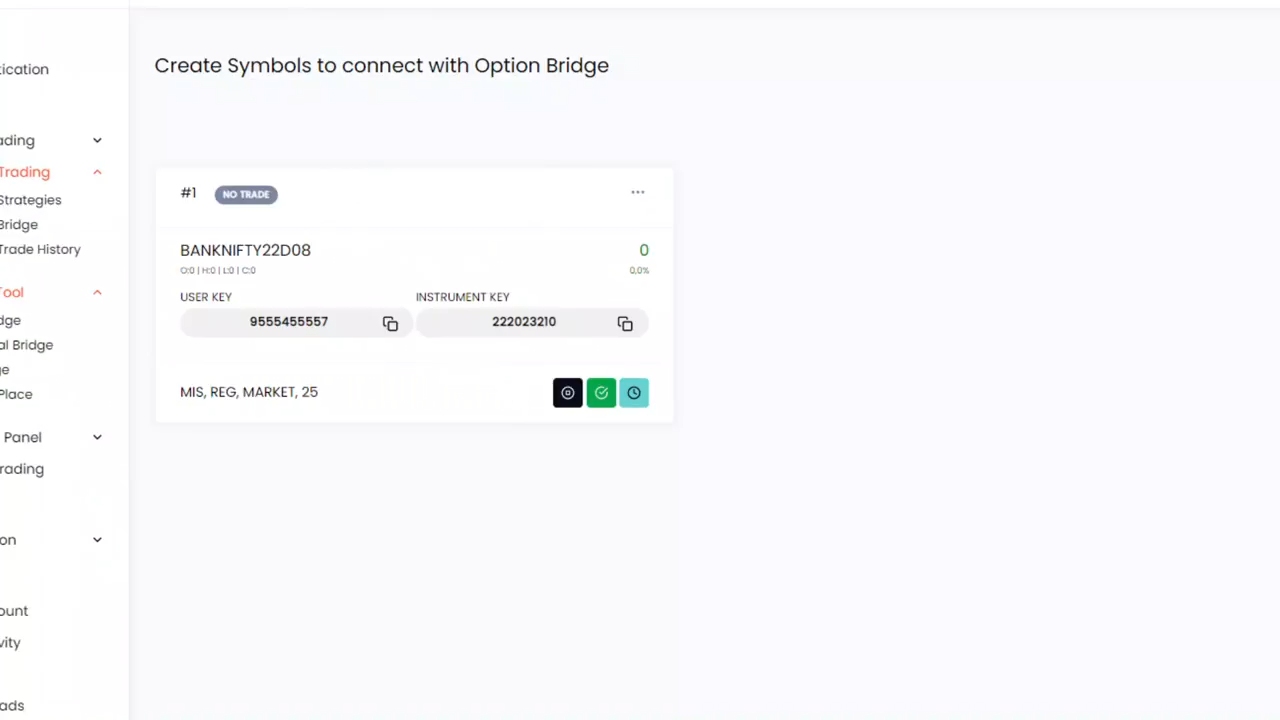 Create Symbols to connect with Option Bridge
tication
ading
Trading
Strategies
Bridge
Trade History
Tool
dge
al Bridge
ge
Place
Panel
rading
on
ount
vity
ads
#1 NO TRADE
BANKNIFTY22D08 0
O:0 | H:0 | L:0 | C:0 0,0%
USER KEY INSTRUMENT KEY
9555455557 222023210
MIS, REG, MARKET, 25